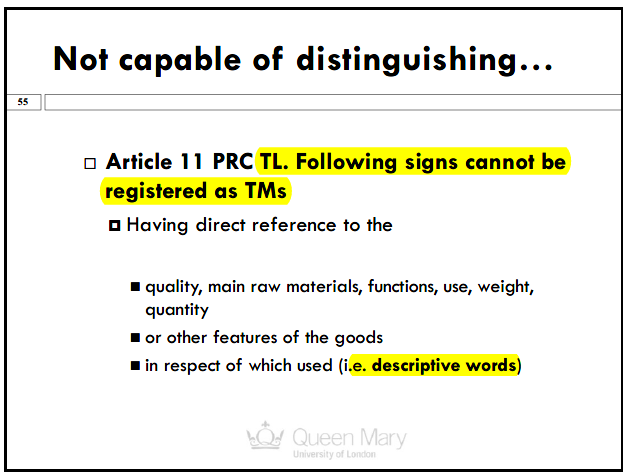 Not capable of distinguishing...
55
Article 11 PRC TL. Following signs cannot be
registered as TMs
Having direct reference to the
quality, main raw materials, functions, use, weight,
quantity
or other features of the goods
in respect of which used (i.e. descriptive words)
Queen Mary
University of London